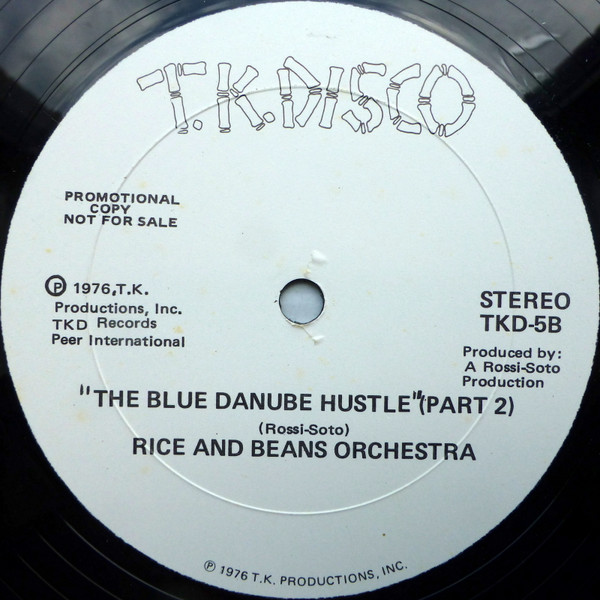 T.K. DISCO
PROMOTIONAL
COPY
NOT FOR SALE
Ⓟ 1976, T.K.
Productions, Inc.
TKD Records
Peer International
STEREO
TKD-5B
Produced by:
A Rossi-Soto
Production
"THE BLUE DANUBE HUSTLE" (PART 2)
(Rossi-Soto)
RICE AND BEANS ORCHESTRA
Ⓟ 1976 T.K. PRODUCTIONS, INC.